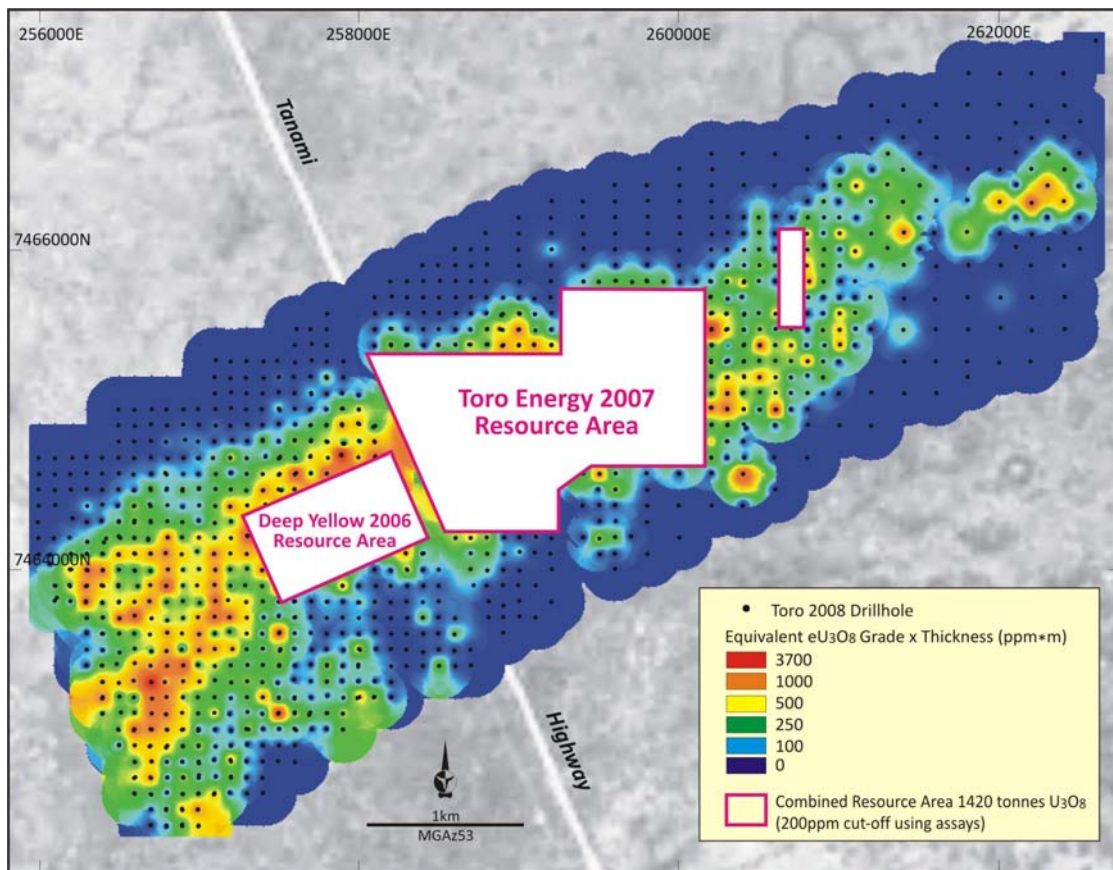 256000E
258000E
260000E
262000E
Tanami
7466000N
Toro Energy 2007
Resource Area
Deep Yellow 2006
Resource Area
7464000N
Highway
1km
MGAz53
Toro 2008 Drillhole
Equivalent eU₃O₈ Grade x Thickness (ppm*m)
3700
1000
500
250
100
0
Combined Resource Area 1420 tonnes U₃O₈
(200ppm cut-off using assays)